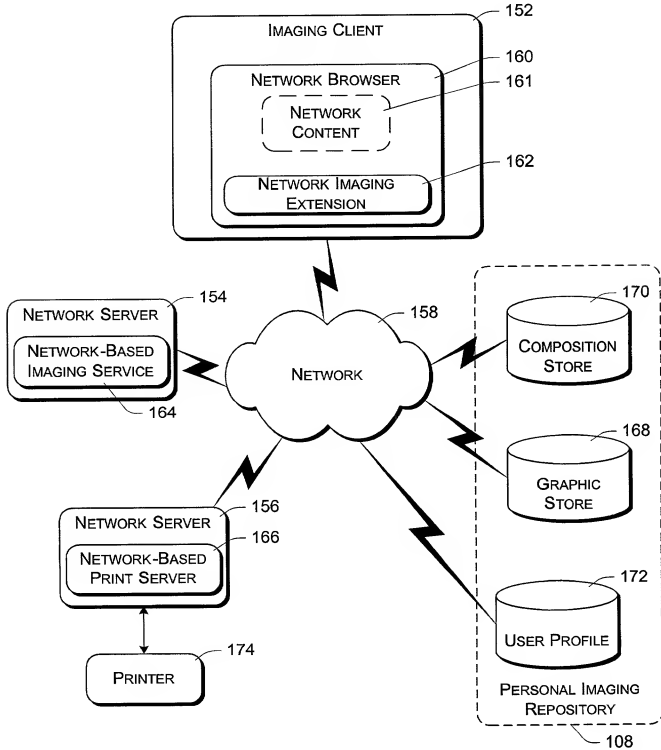 152
IMAGING CLIENT
160
NETWORK BROWSER
161
NETWORK
CONTENT
162
NETWORK IMAGING
EXTENSION
154
NETWORK SERVER
NETWORK-BASED
IMAGING SERVICE
164
158
NETWORK
170
COMPOSITION
STORE
168
GRAPHIC
STORE
156
NETWORK SERVER
166
NETWORK-BASED
PRINT SERVER
172
USER PROFILE
174
PRINTER
PERSONAL IMAGING
REPOSITORY
108